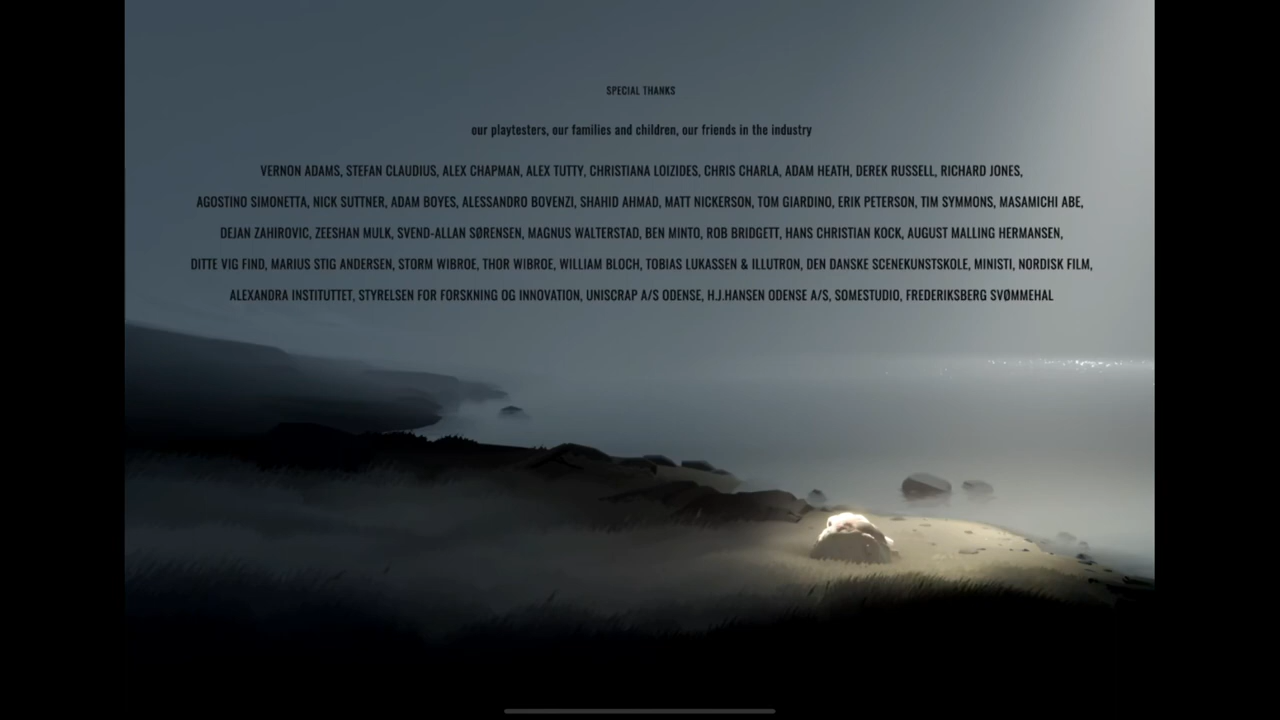 SPECIAL THANKS
our playtesters, our families and children, our friends in the industry
VERNON ADAMS, STEFAN CLAUDIUS, ALEX CHAPMAN, ALEX TUTTY, CHRISTIANA LOIZIDES, CHRIS CHARLA, ADAM HEATH, DEREK RUSSELL, RICHARD JONES,
AGOSTINO SIMONETTA, NICK SUTTNER, ADAM BOYES, ALESSANDRO BOVENZI, SHAHID AHMAD, MATT NICKERSON, TOM GIARDINO, ERIK PETERSON, TIM SYMMONS, MASAMICHI ABE,
DEJAN ZAHIROVIC, ZEESHAN MULK, SVEND-ALLAN SØRENSEN, MAGNUS WALTERSTAD, BEN MINTO, ROB BRIDGETT, HANS CHRISTIAN KOCK, AUGUST MALLING HERMANSEN,
DITTE VIG FIND, MARIUS STIG ANDERSEN, STORM WIBROE, THOR WIBROE, WILLIAM BLOCH, TOBIAS LUKASSEN & ILLUTRON, DEN DANSKE SCENEKUNSTSKOLE, MINISTI, NORDISK FILM,
ALEXANDRA INSTITUTTET, STYRELSEN FOR FORSKNING OG INNOVATION, UNISCRAP A/S ODENSE, H.J.HANSEN ODENSE A/S, SOMESTUDIO, FREDERIKSBERG SVØMMEHAL